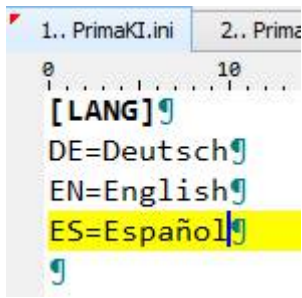 1.. PrimaKI.ini 2.. Prima
0 10
[LANG]¶
DE=Deutsch¶
EN=English¶
ES=Español¶
¶